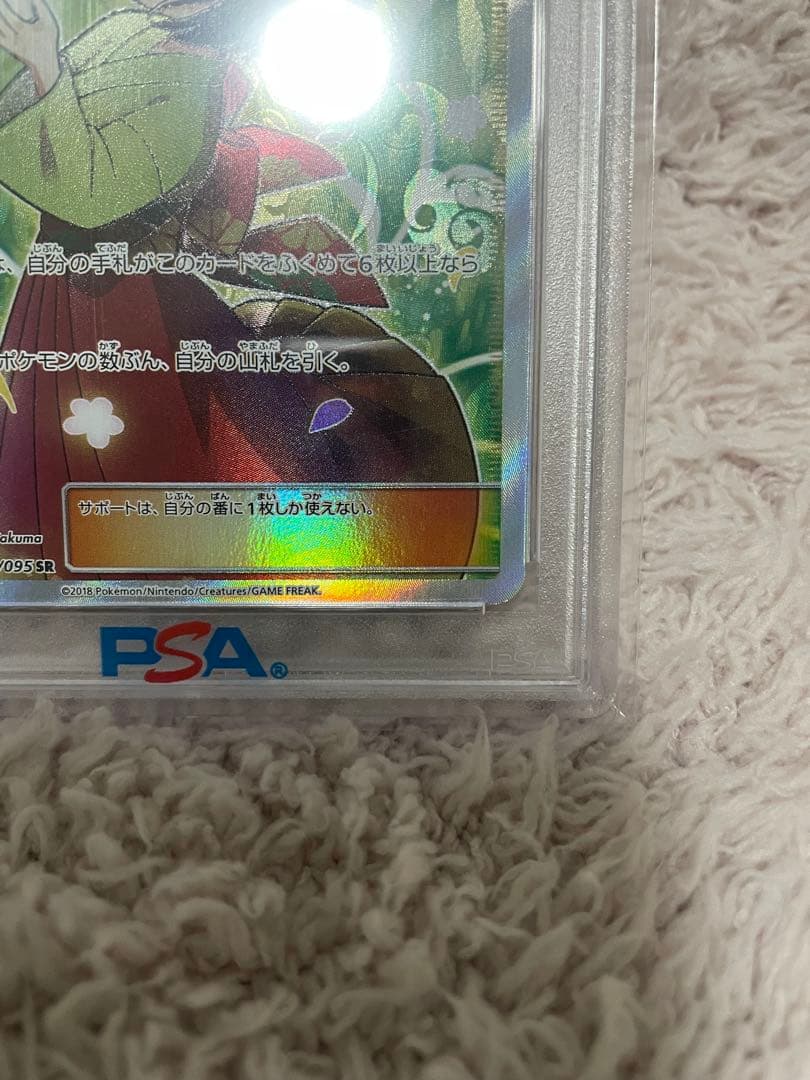 は、自分の手札がこのカードをふくめて6枚以上なら
ポケモンの数ぶん、自分の山札を引く。
サポートは、自分の番に1枚しか使えない。
akuma
/095 SR
©2018 Pokémon/Nintendo/Creatures/GAME FREAK.
PSA®
PSA